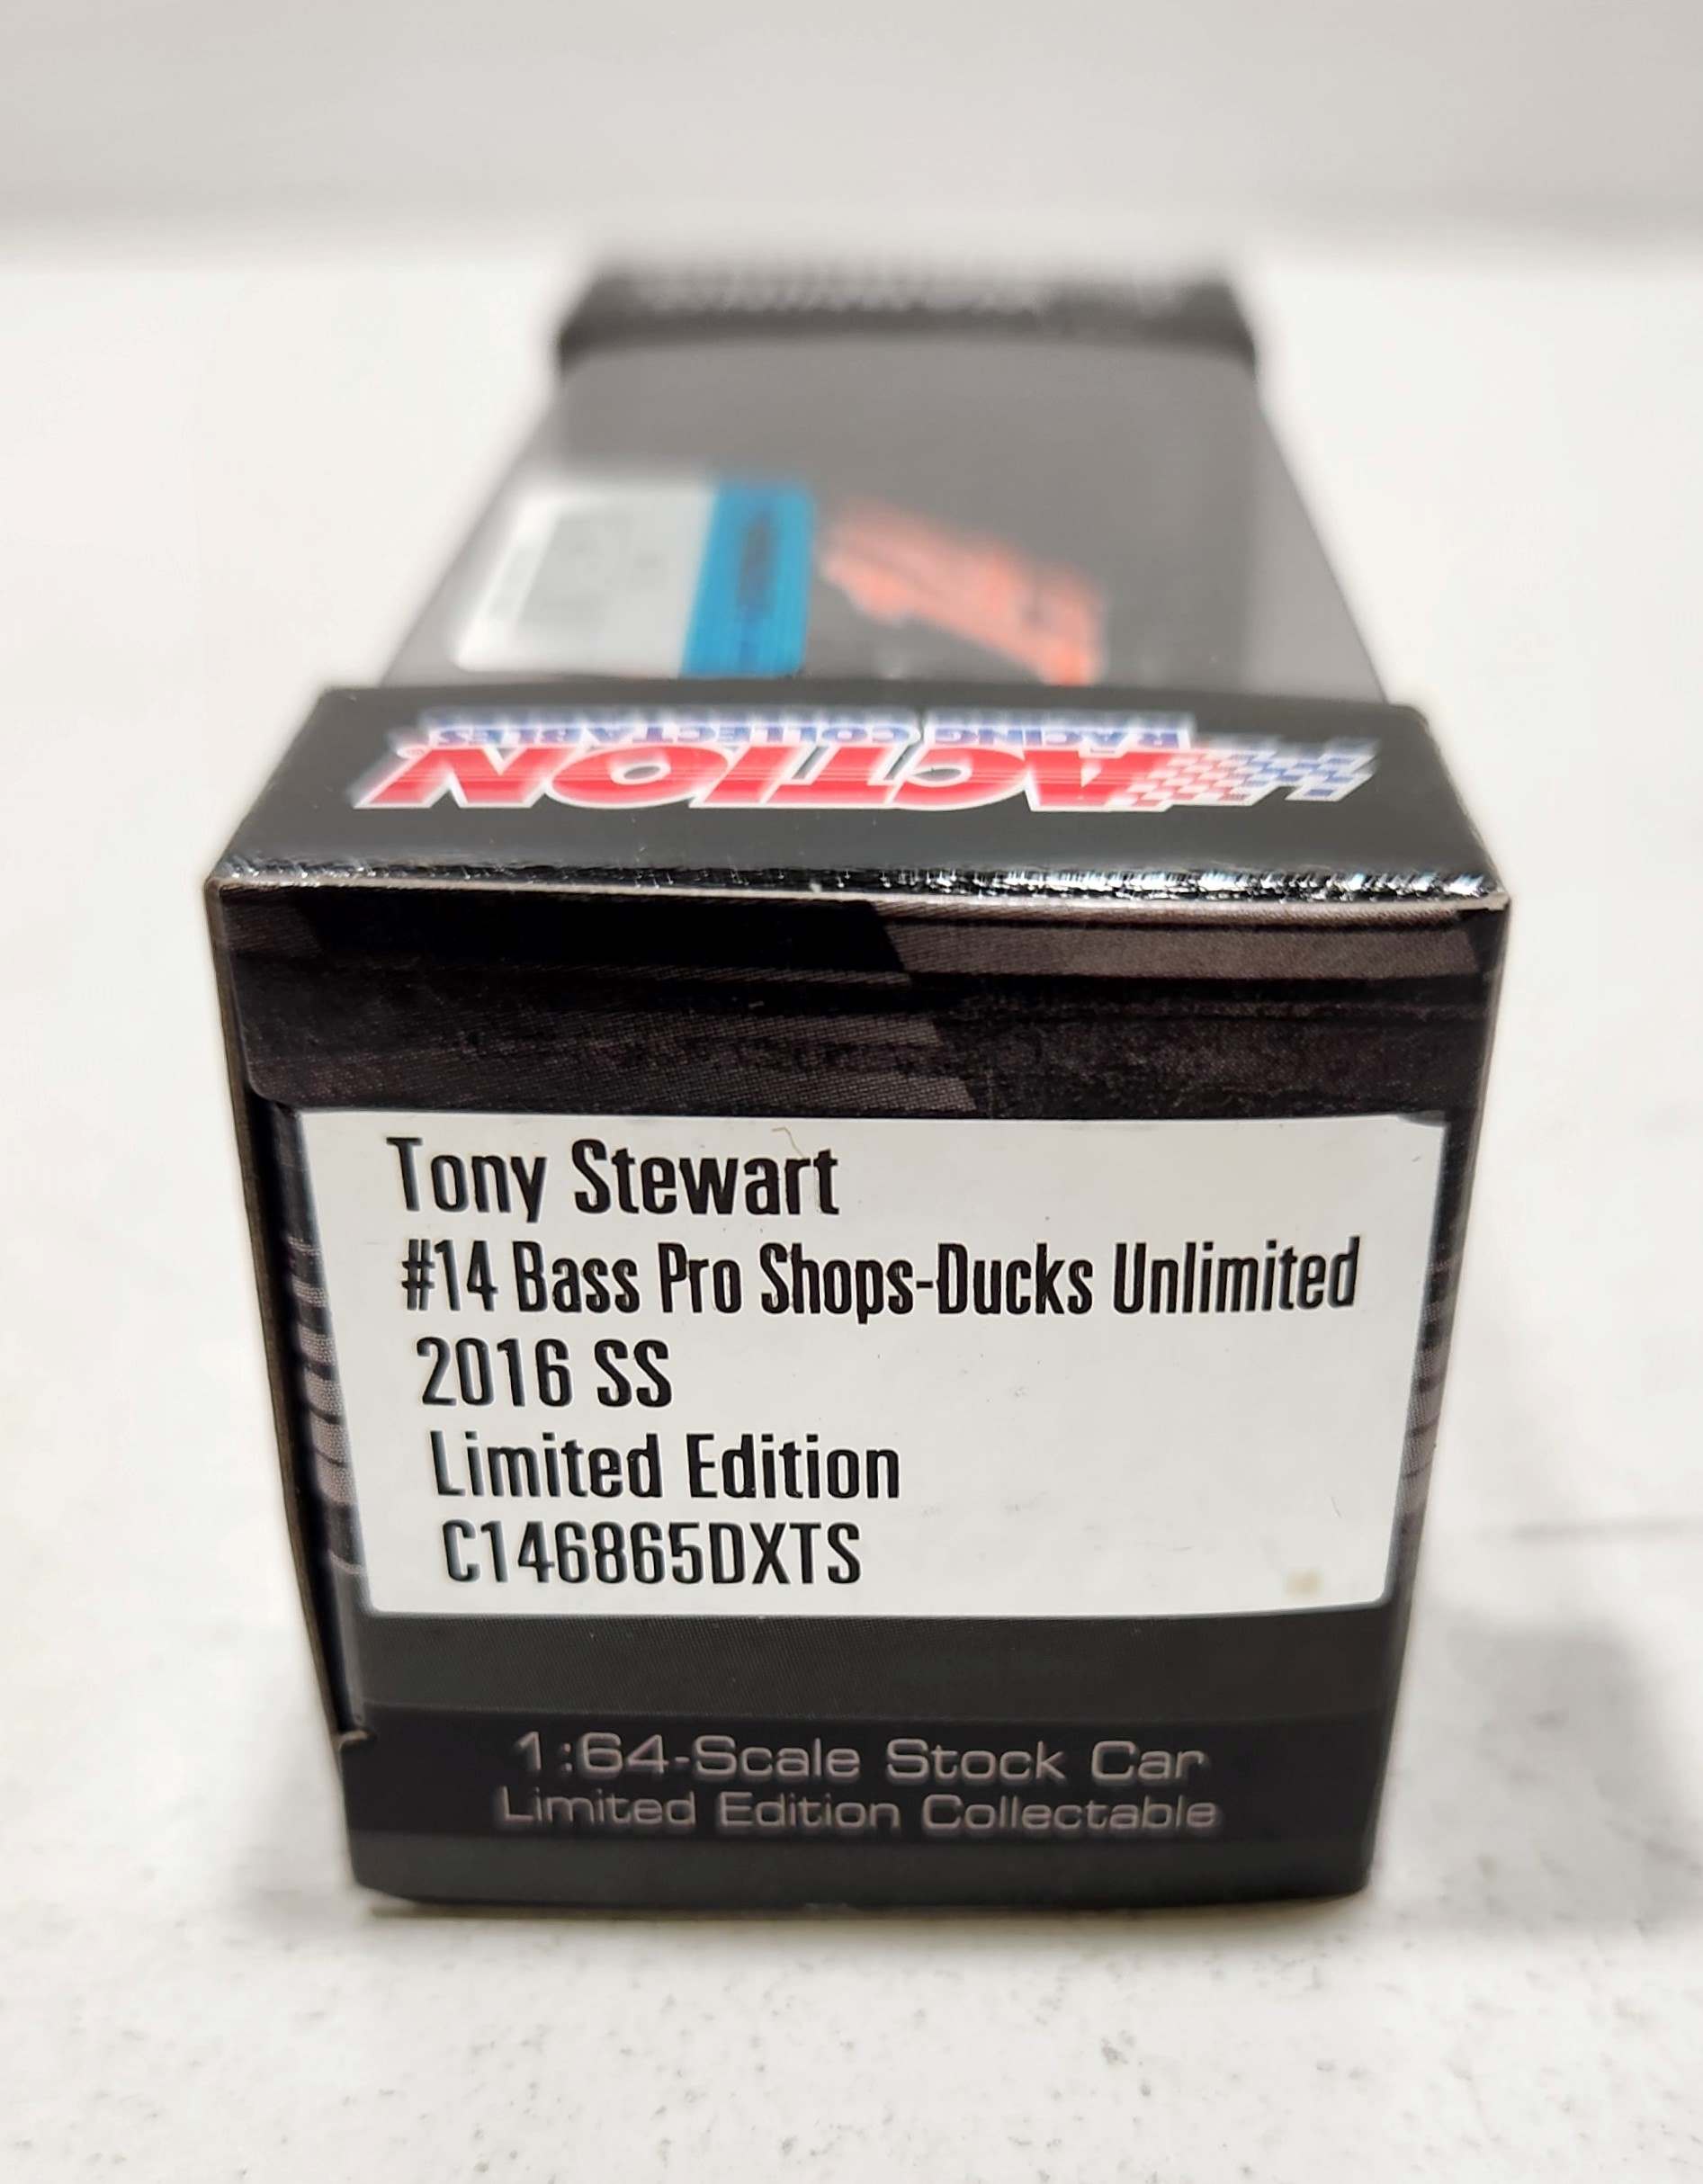 ACTION
RACING COLLECTABLES
Tony Stewart
#14 Bass Pro Shops-Ducks Unlimited
2016 SS
Limited Edition
C146865DXTS
1:64-Scale Stock Car
Limited Edition Collectable